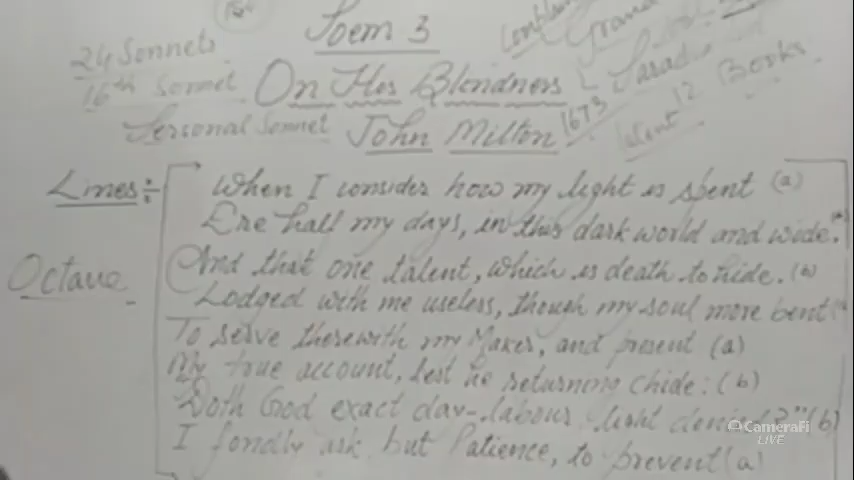 Poem 3
24 Sonnets
16th Sonnet
On His Blindness
Personal Sonnet
John Milton
1673
Grand
Paradi
12 Books
talent
Lines:-
When I consider how my light is spent (a)
Ere half my days, in this dark world and wide.
Octave
And that one talent, which is death to hide.
Lodged with me useless, though my soul more bent
To serve therewith my Maker, and present (a)
My true account, lest he returning chide: (b)
Doth God exact day-labour, light denied?" (b)
I fondly ask. but Patience, to prevent (a)
CameraFi
LIVE